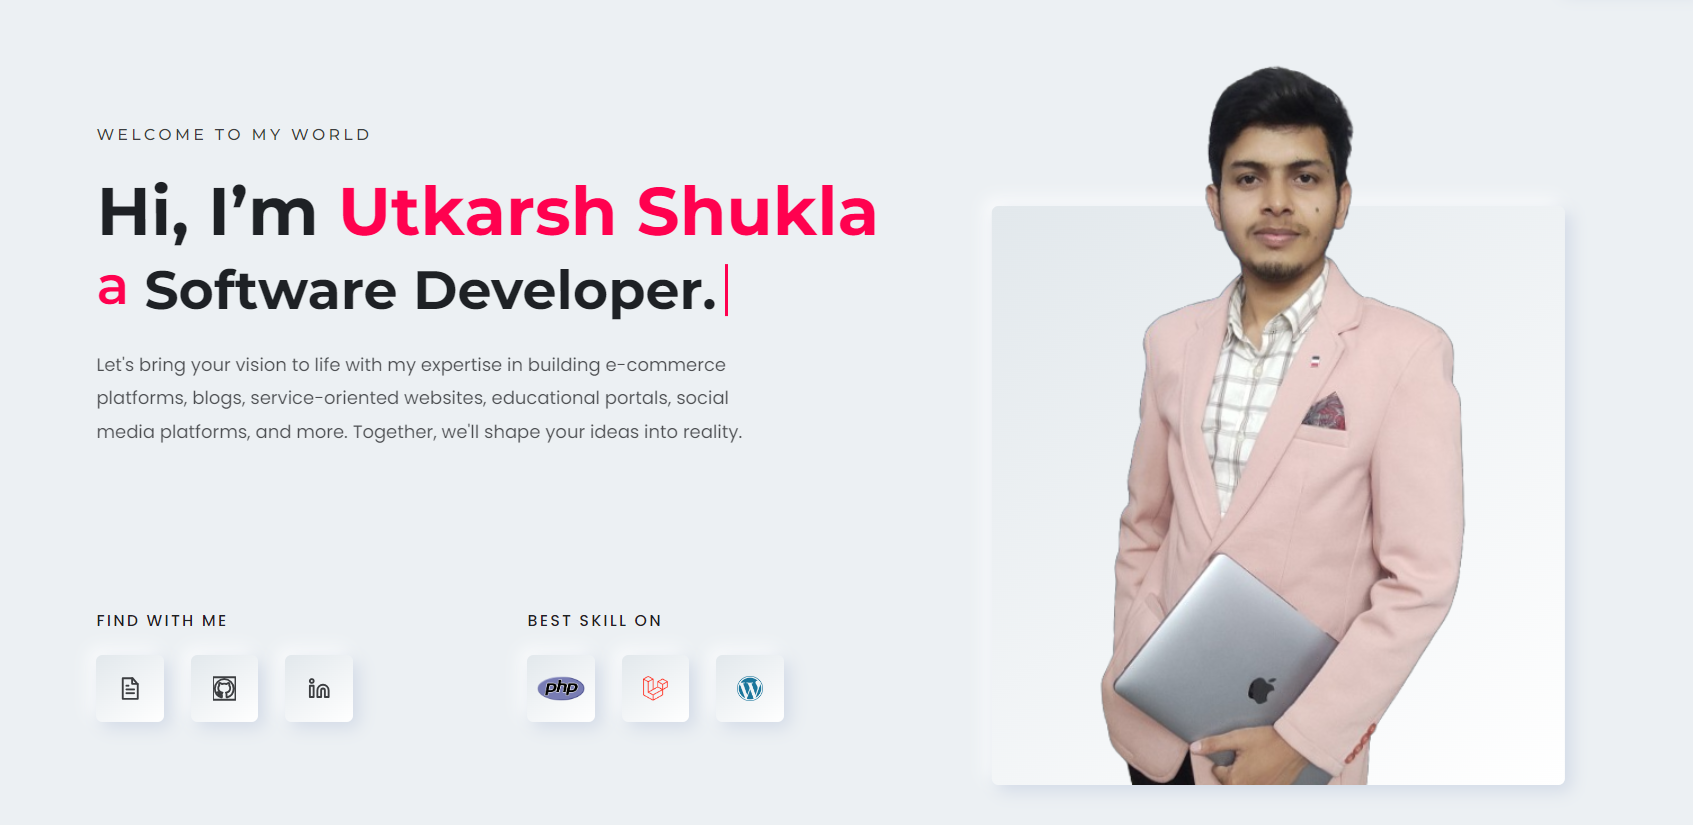 WELCOME TO MY WORLD
Hi, I’m Utkarsh Shukla
a Software Developer.
Let's bring your vision to life with my expertise in building e-commerce
platforms, blogs, service-oriented websites, educational portals, social
media platforms, and more. Together, we'll shape your ideas into reality.
FIND WITH ME
BEST SKILL ON
in
php
W